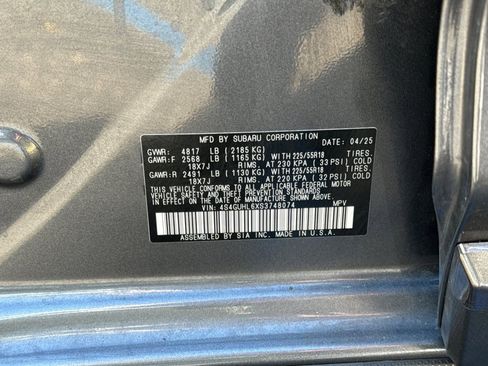 MFD. BY SUBARU CORPORATION DATE 04/25
GVWR: 4817 LB (2185 KG)
GAWR:F 2568 LB (1165 KG) WITH 225/55R18 TIRES.
18X7J RIMS. AT 230 KPA (33 PSI) COLD
GAWR:R 2491 LB (1130 KG) WITH 225/55R18 TIRES.
18X7J RIMS. AT 220 KPA (32 PSI) COLD
THIS VEHICLE CONFORMS TO ALL APPLICABLE FEDERAL MOTOR
VEHICLE SAFETY, BUMPER, AND THEFT PREVENTION STANDARDS
IN EFFECT ON THE DATE OF MANUFACTURE SHOWN ABOVE.
VIN: 4S4GUHL6XS3748074 MPV
ASSEMBLED BY SIA INC. MADE IN U.S.A.